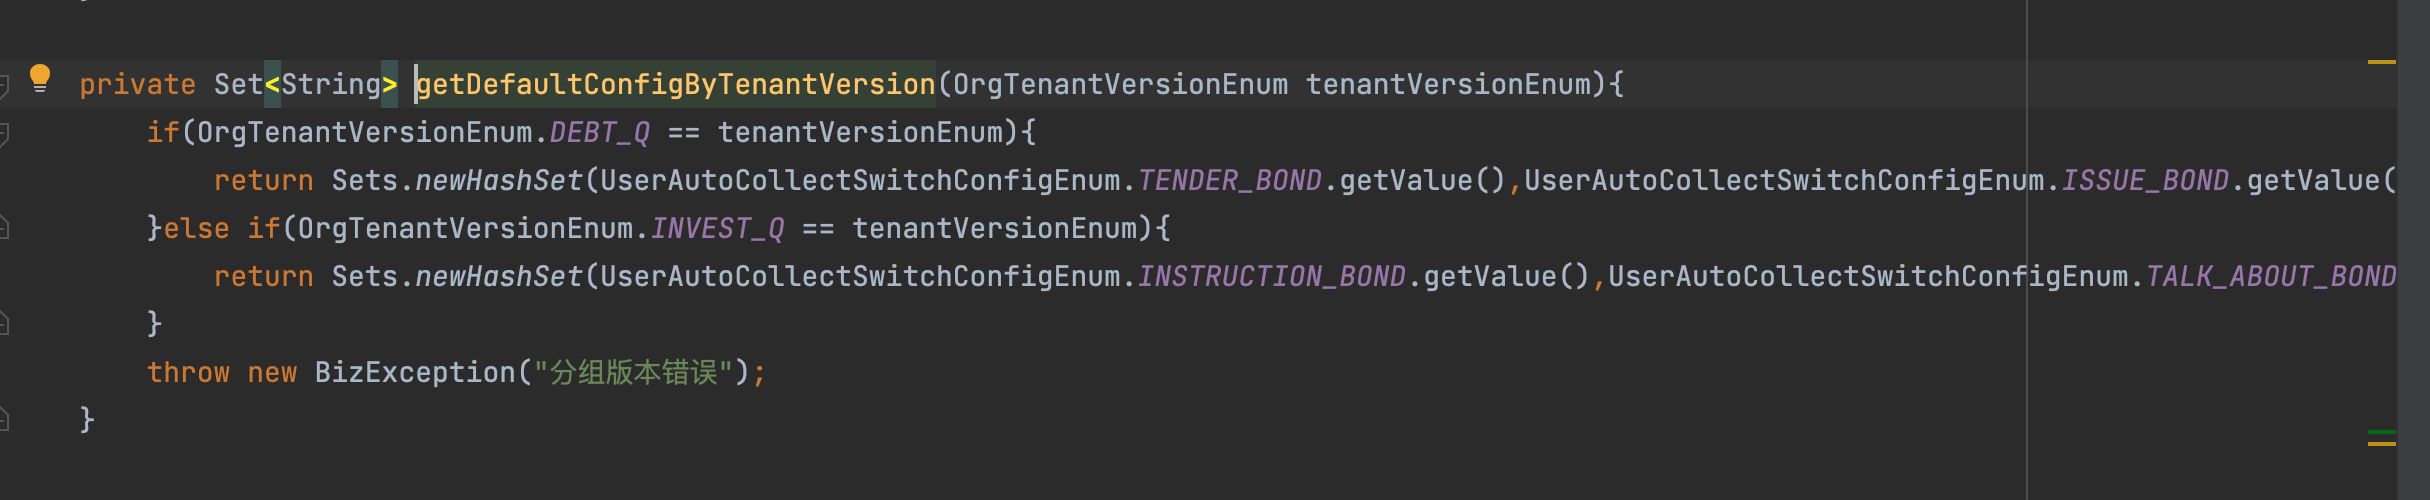 private Set<String> getDefaultConfigByTenantVersion(OrgTenantVersionEnum tenantVersionEnum){
if(OrgTenantVersionEnum.DEBT_Q == tenantVersionEnum){
return Sets.newHashSet(UserAutoCollectSwitchConfigEnum.TENDER_BOND.getValue(),UserAutoCollectSwitchConfigEnum.ISSUE_BOND.getValue(
}else if(OrgTenantVersionEnum.INVEST_Q == tenantVersionEnum){
return Sets.newHashSet(UserAutoCollectSwitchConfigEnum.INSTRUCTION_BOND.getValue(),UserAutoCollectSwitchConfigEnum.TALK_ABOUT_BOND
}
throw new BizException("分组版本错误");
}